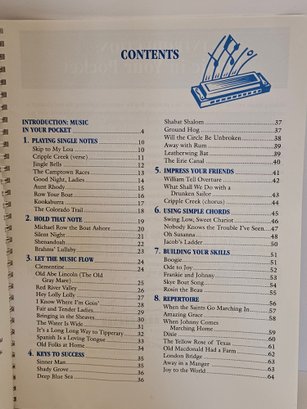 CONTENTS
INTRODUCTION: MUSIC
IN YOUR POCKET 4
1. PLAYING SINGLE NOTES 10
Skip to My Lou 10
Cripple Creek (verse) 11
Jingle Bells 12
The Camptown Races 13
Good Night, Ladies 14
Aunt Rhody 15
Row Your Boat 16
Kookaburra 17
The Colorado Trail 18
2. HOLD THAT NOTE 19
Michael Row the Boat Ashore 20
Silent Night 21
Shenandoah 22
Brahms' Lullaby 23
3. LET THE MUSIC FLOW 24
Clementine 24
Old Abe Lincoln (The Old
Gray Mare) 25
Red River Valley 26
Hey Lolly Lolly 27
I Know Where I'm Goin' 28
Fair and Tender Ladies 29
Bringing in the Sheaves 30
The Water Is Wide 31
It's a Long Long Way to Tipperary 32
Spanish Is a Loving Tongue 33
Old Folks at Home 34
4. KEYS TO SUCCESS 35
Sinner Man 35
Shady Grove 36
Deep Blue Sea 36
Shabat Shalom 37
Ground Hog 37
Will the Circle Be Unbroken 38
Away with Rum 39
Leatherwing Bat 39
The Erie Canal 40
5. IMPRESS YOUR FRIENDS 41
William Tell Overture 42
What Shall We Do with a
Drunken Sailor 43
Cripple Creek (chorus) 44
6. USING SIMPLE CHORDS 45
Swing Low, Sweet Chariot 46
Nobody Knows the Trouble I've Seen 47
Oh Susanna 48
Jacob's Ladder 50
7. BUILDING YOUR SKILLS 51
Boogie 51
Ode to Joy 52
Frankie and Johnny 53
Skye Boat Song 54
Rosin the Beau 55
8. REPERTOIRE 56
When the Saints Go Marching In 57
Amazing Grace 58
When Johnny Comes
Marching Home 59
Dixie 59
The Yellow Rose of Texas 60
Old Macdonald Had a Farm 61
London Bridge 62
Away in a Manger 63
Joy to the World 64